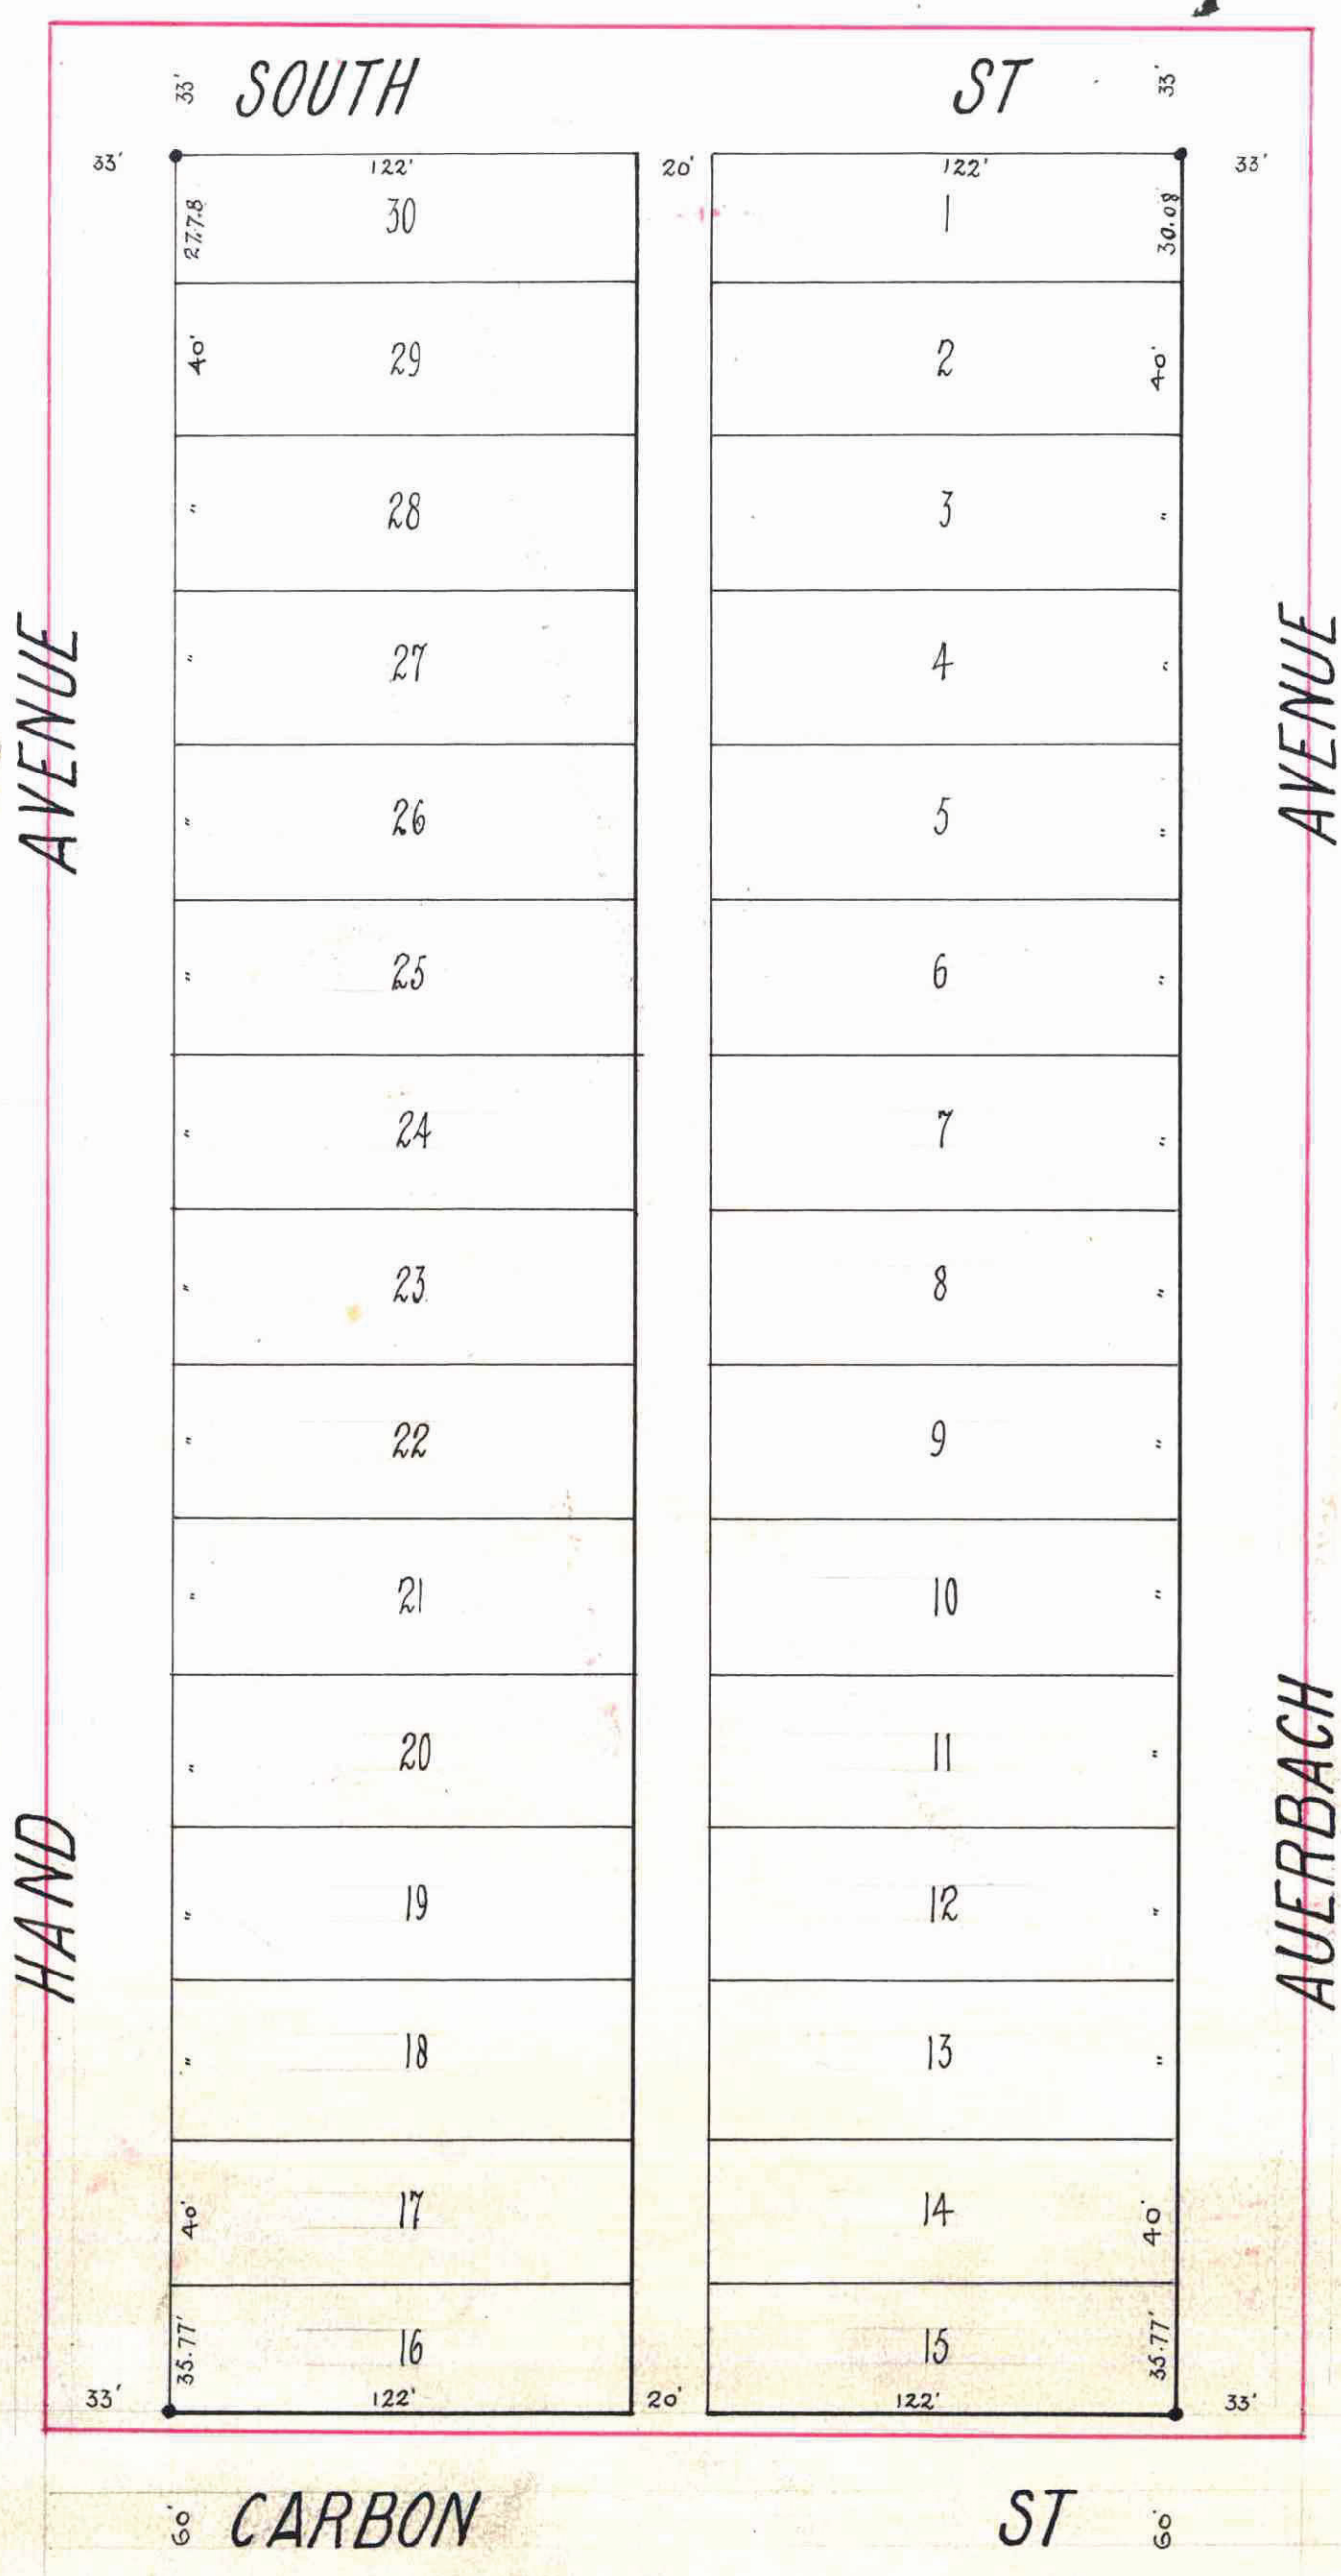 33' SOUTH ST 33'
33' 122' 20' 122' 33'
27.7.8 30 1 30.08
40' 29 2 40'
" 28 3 "
" 27 4 "
AVENUE AVENUE
" 26 5 "
" 25 6 "
" 24 7 "
" 23 8 "
" 22 9 "
" 21 10 "
" 20 11 "
HAND AUERBACH
" 19 12 "
" 18 13 "
40' 17 14 40'
35.77' 16 15 35.77'
33' 122' 20' 122' 33'
60' CARBON ST 60'